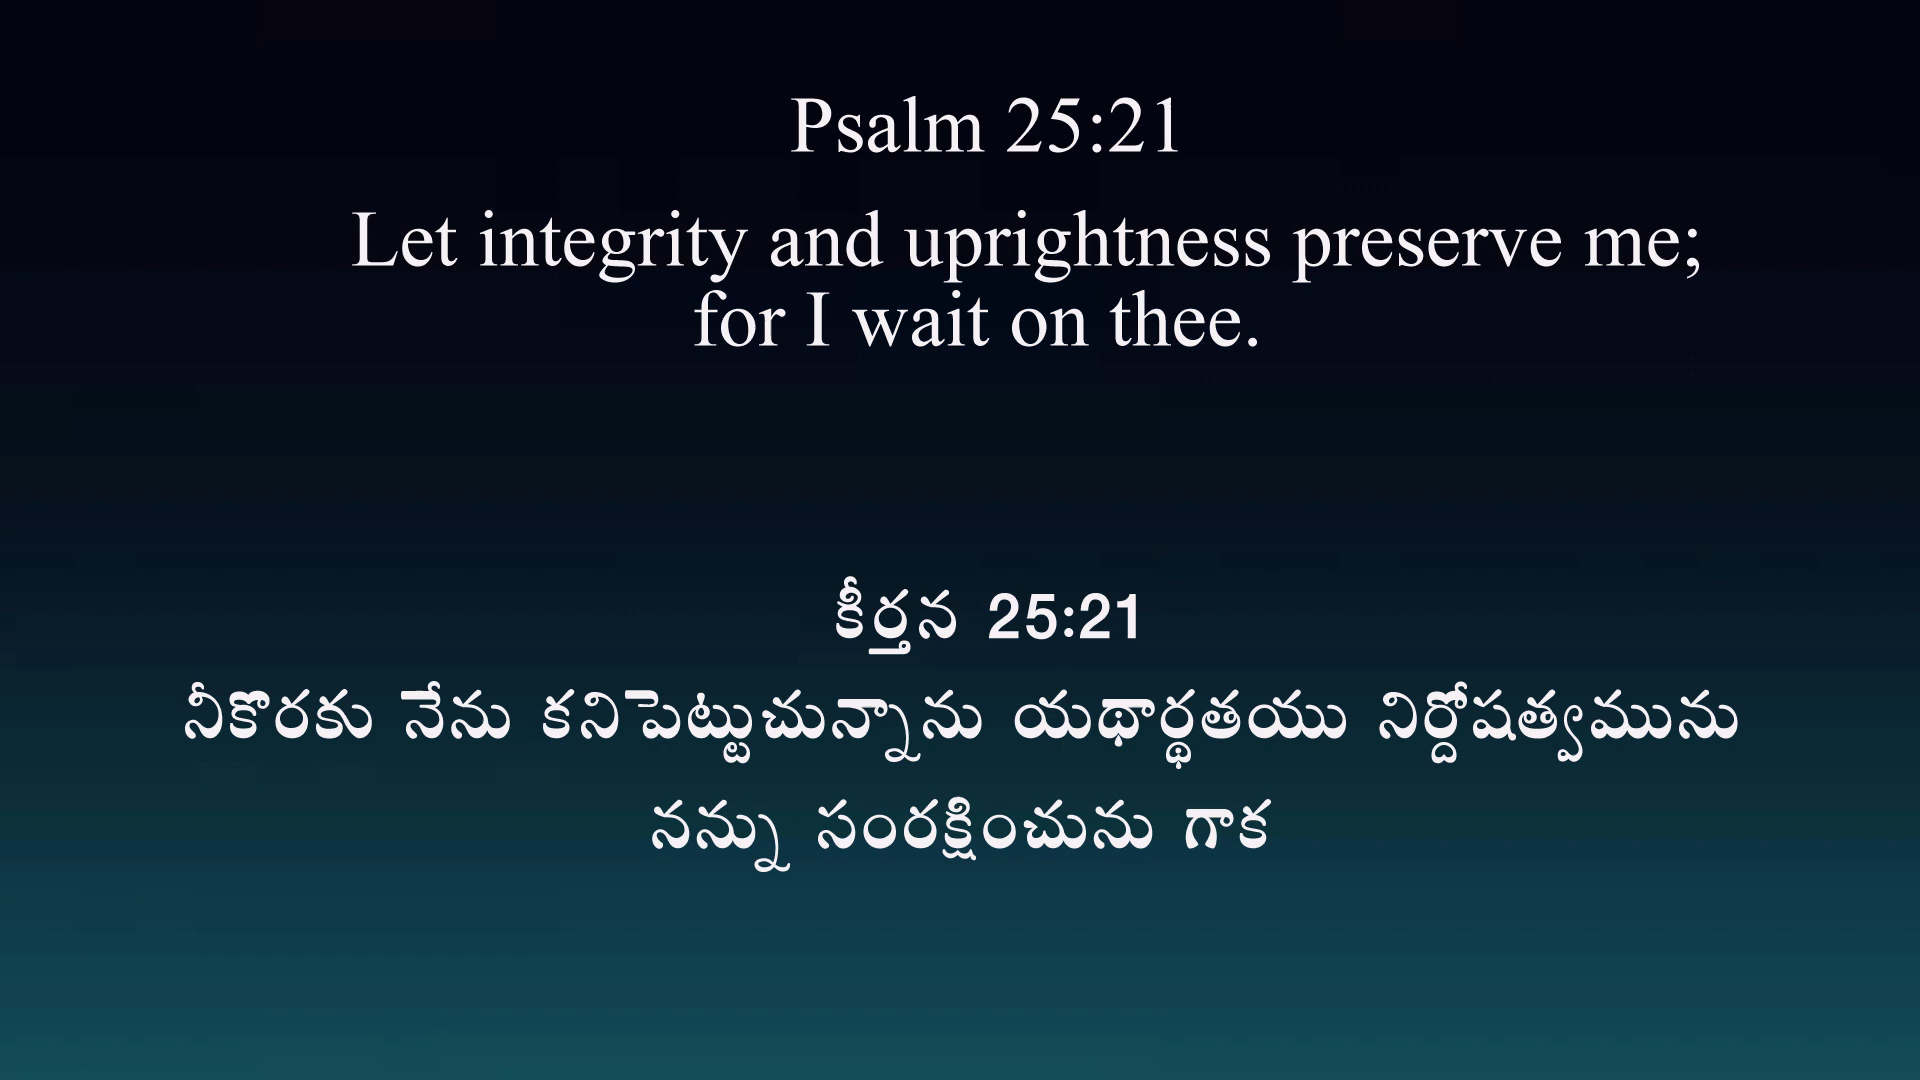 Psalm 25:21
Let integrity and uprightness preserve me;
for I wait on thee.
కీర్తన 25:21
నీకొరకు నేను కనిపెట్టుచున్నాను యథార్థతయు నిర్దోషత్వమును
నన్ను సంరక్షించును గాక